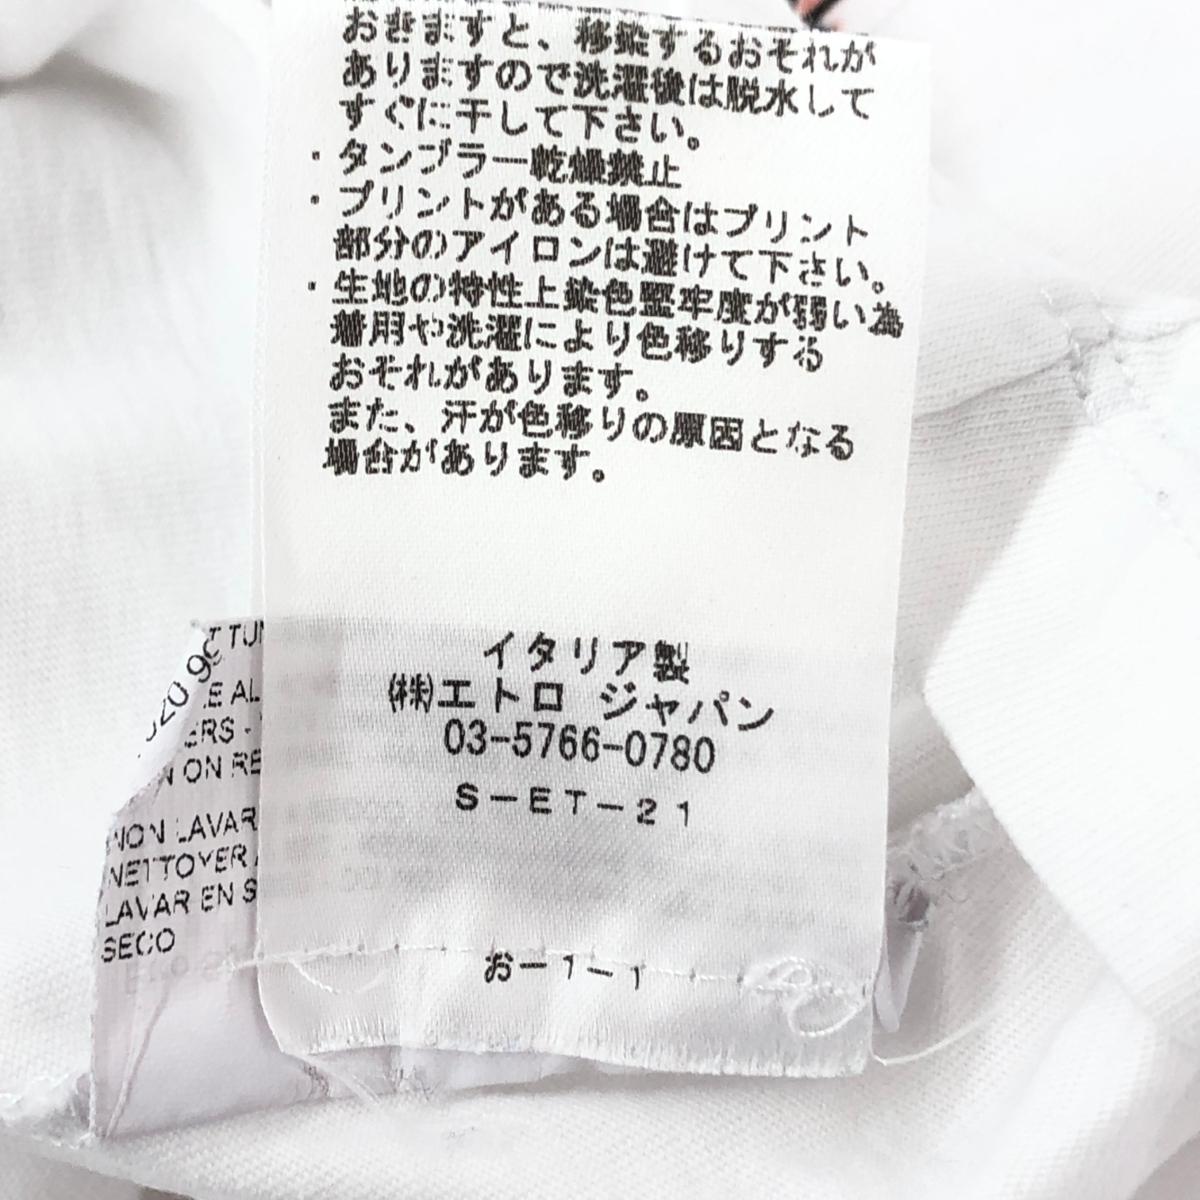 おきますと、移染するおそれが
ありますので洗濯後は脱水して
すぐに干して下さい。
・タンブラー乾燥禁止
・プリントがある場合はプリント
部分のアイロンは避けて下さい。
・生地の特性上染色堅牢度が弱い為
着用や洗濯により色移りする
おそれがあります。
また、汗が色移りの原因となる
場合があります。
イタリア製
(株)エトロ ジャパン
03-5766-0780
S-ET-21
お-1-1
T TUM
E AL
ERS -
N ON RE
NON LAVAR
NETTOYER
LAVAR EN S
SECO